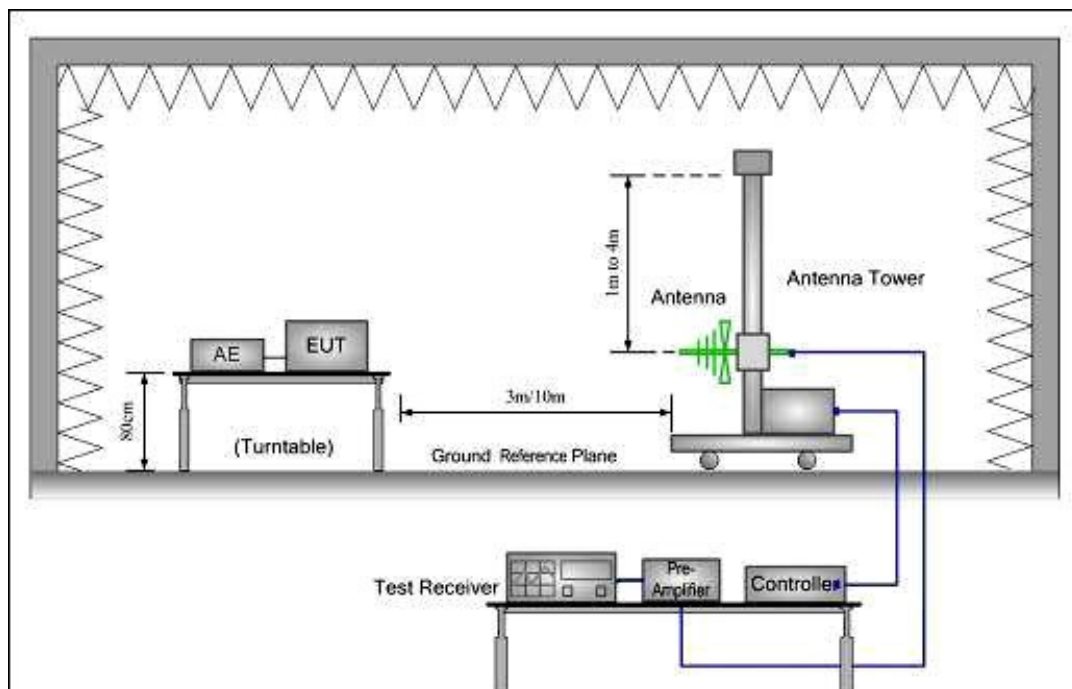 1m to 4m
Antenna Tower
Antenna
AE
EUT
3m/10m
80cm
(Turntable)
Ground Reference Plane
Test Receiver
Pre-
Amplifier
Controller